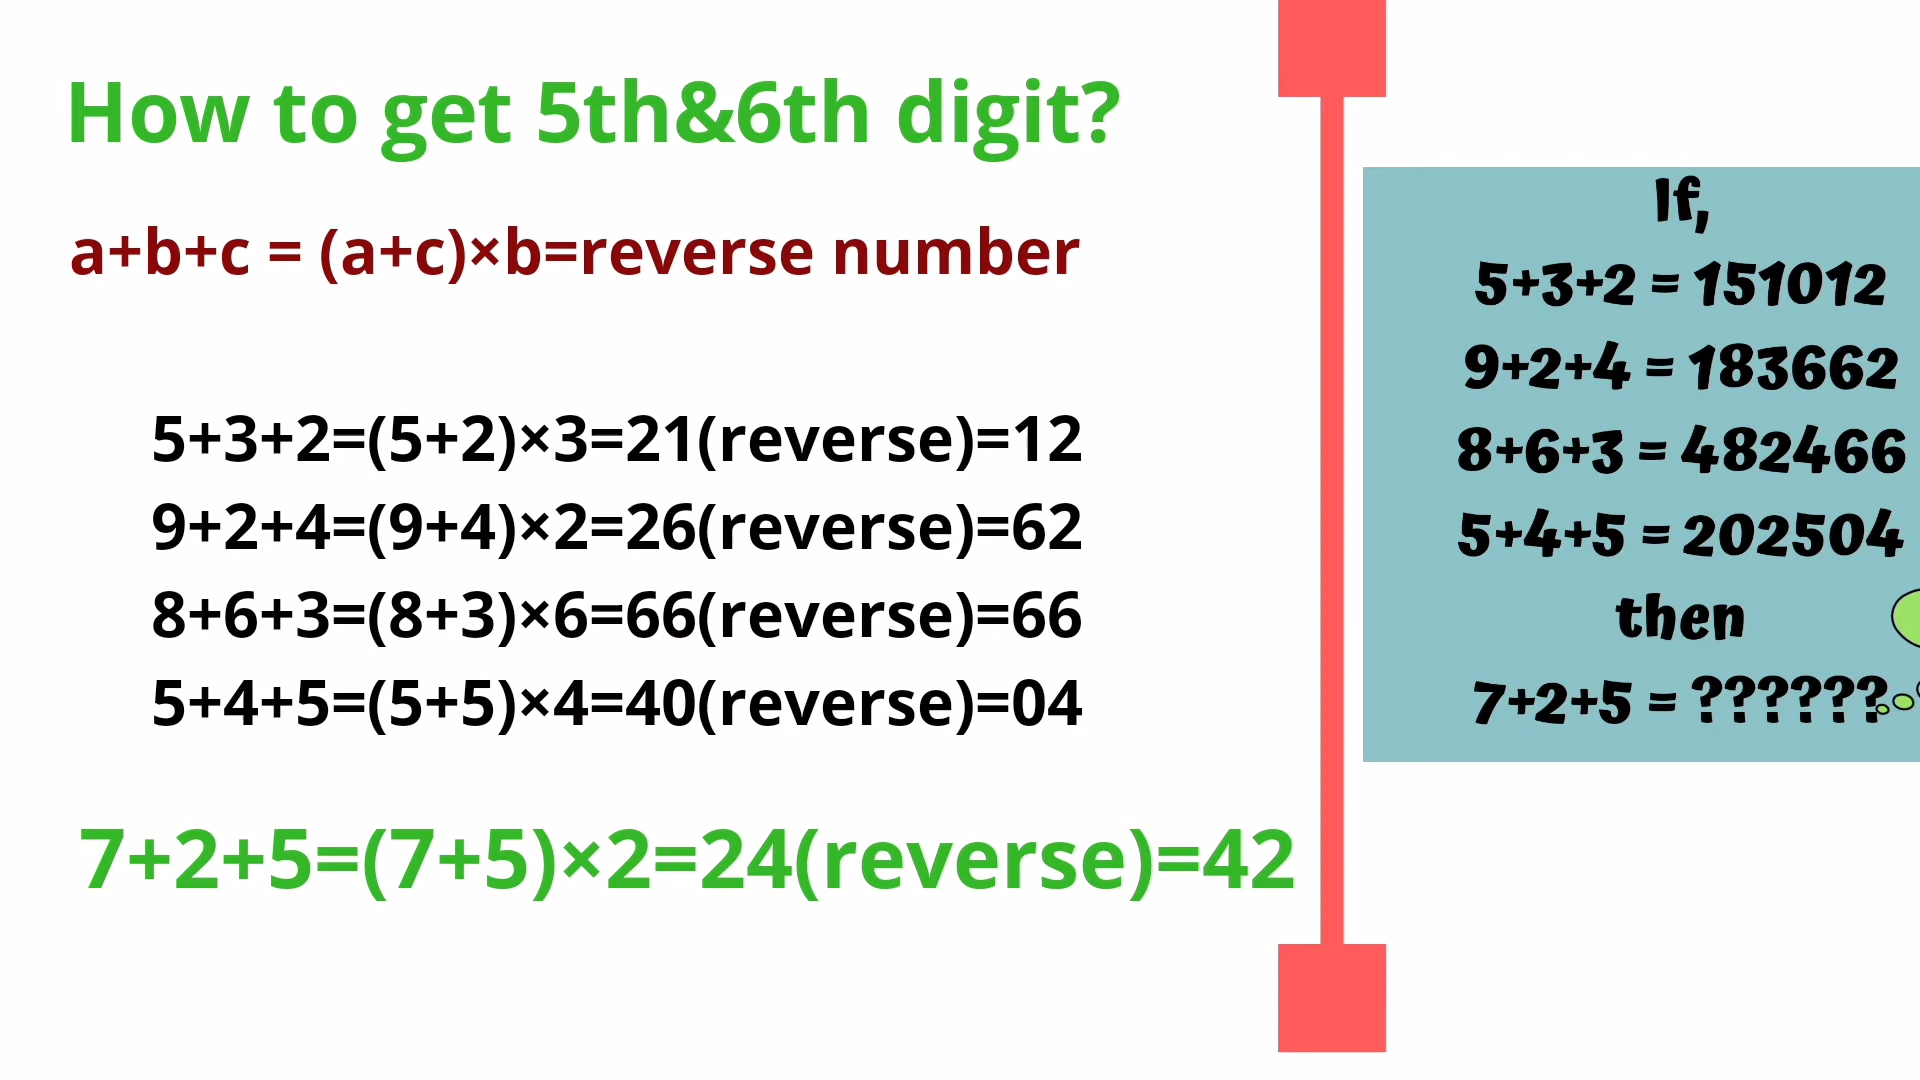 How to get 5th&6th digit?
a+b+c = (a+c)×b=reverse number
5+3+2=(5+2)×3=21(reverse)=12
9+2+4=(9+4)×2=26(reverse)=62
8+6+3=(8+3)×6=66(reverse)=66
5+4+5=(5+5)×4=40(reverse)=04
7+2+5=(7+5)×2=24(reverse)=42
If,
5+3+2 = 151012
9+2+4 = 183662
8+6+3 = 482466
5+4+5 = 202504
then
7+2+5 = ??????